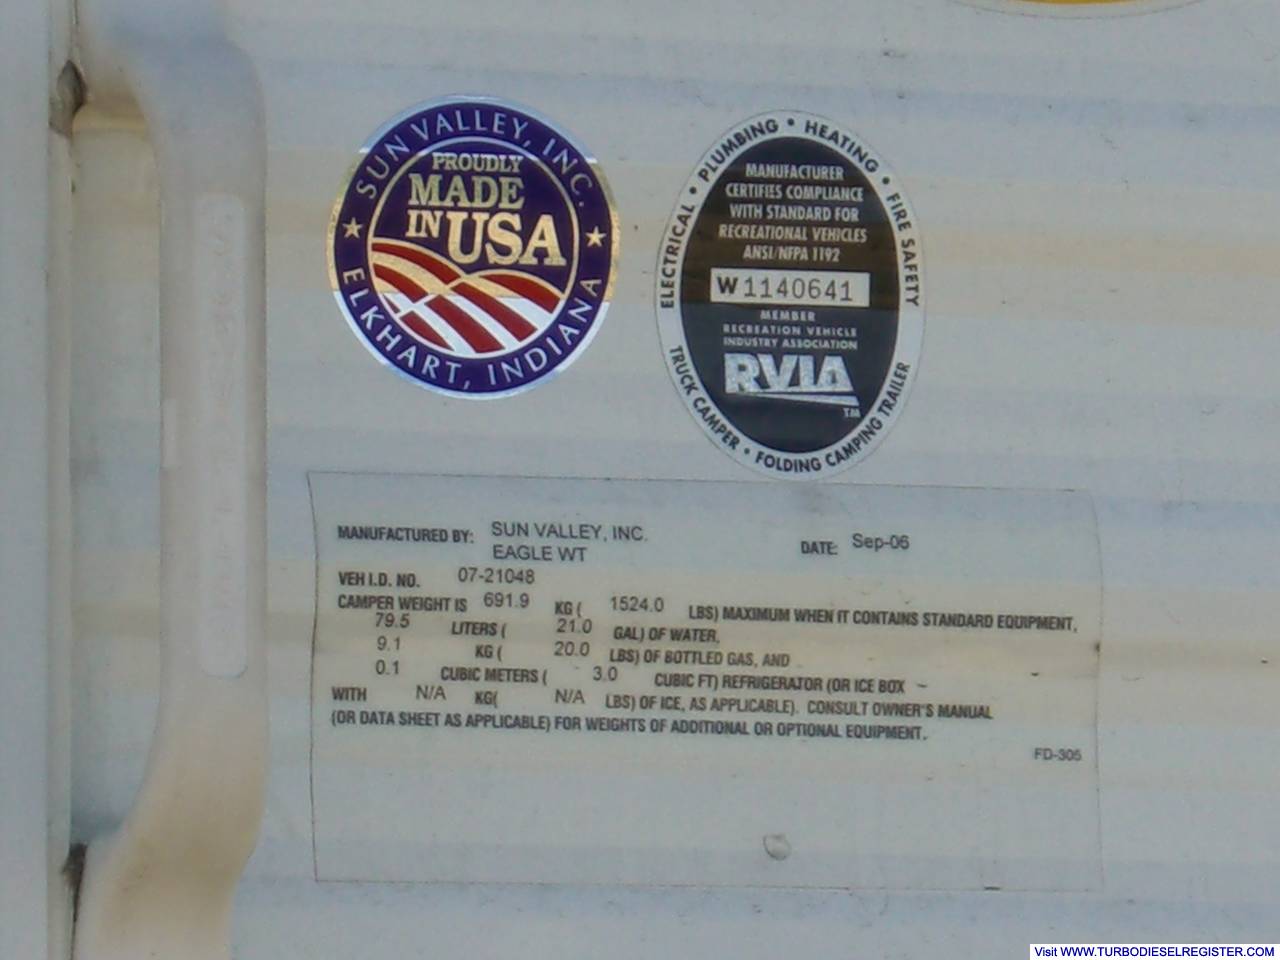 SUN VALLEY, INC.
PROUDLY
MADE
IN USA
ELKHART, INDIANA
ELECTRICAL • PLUMBING • HEATING • FIRE SAFETY
MANUFACTURER
CERTIFIES COMPLIANCE
WITH STANDARD FOR
RECREATIONAL VEHICLES
ANSI/NFPA 1192
W 1140641
MEMBER
RECREATION VEHICLE
INDUSTRY ASSOCIATION
RVIA
TM
TRUCK CAMPER • FOLDING CAMPING TRAILER
MANUFACTURED BY: SUN VALLEY, INC. DATE: Sep-06
EAGLE WT
VEH I.D. NO. 07-21048
CAMPER WEIGHT IS 691.9 KG ( 1524.0 LBS) MAXIMUM WHEN IT CONTAINS STANDARD EQUIPMENT,
79.5 LITERS ( 21.0 GAL) OF WATER,
9.1 KG ( 20.0 LBS) OF BOTTLED GAS, AND
0.1 CUBIC METERS ( 3.0 CUBIC FT) REFRIGERATOR (OR ICE BOX
WITH N/A KG( N/A LBS) OF ICE, AS APPLICABLE). CONSULT OWNER'S MANUAL
(OR DATA SHEET AS APPLICABLE) FOR WEIGHTS OF ADDITIONAL OR OPTIONAL EQUIPMENT.
FD-305
Visit WWW.TURBODIESELREGISTER.COM